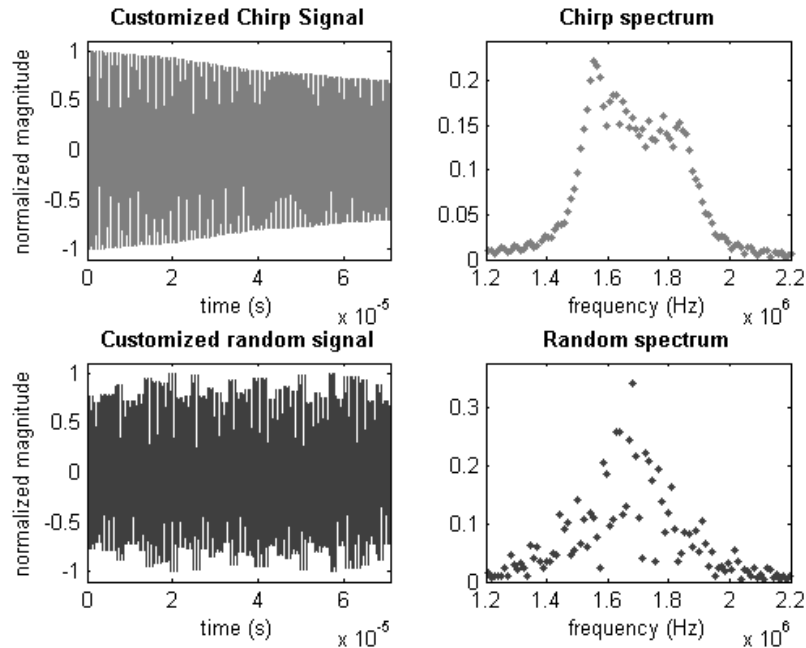 Customized Chirp Signal
normalized magnitude
1
0.5
0
-0.5
-1
0 2 4 6
time (s)
x 10^-5
Chirp spectrum
0.2
0.15
0.1
0.05
0
1.2 1.4 1.6 1.8 2 2.2
frequency (Hz)
x 10^6
Customized random signal
normalized magnitude
1
0.5
0
-0.5
-1
0 2 4 6
time (s)
x 10^-5
Random spectrum
0.3
0.2
0.1
0
1.2 1.4 1.6 1.8 2 2.2
frequency (Hz)
x 10^6